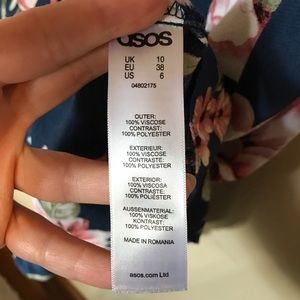 asos
UK 10
EU 38
US 6
04802175
OUTER:
100% VISCOSE
CONTRAST:
100% POLYESTER
EXTERIEUR:
100% VISCOSE
CONTRASTE:
100% POLYESTER
EXTERIOR:
100% VISCOSA
CONTRASTE:
100% POLIÉSTER
AUSSENMATERIAL:
100% VISKOSE
KONTRAST:
100% POLYESTER
MADE IN ROMANIA
asos.com Ltd